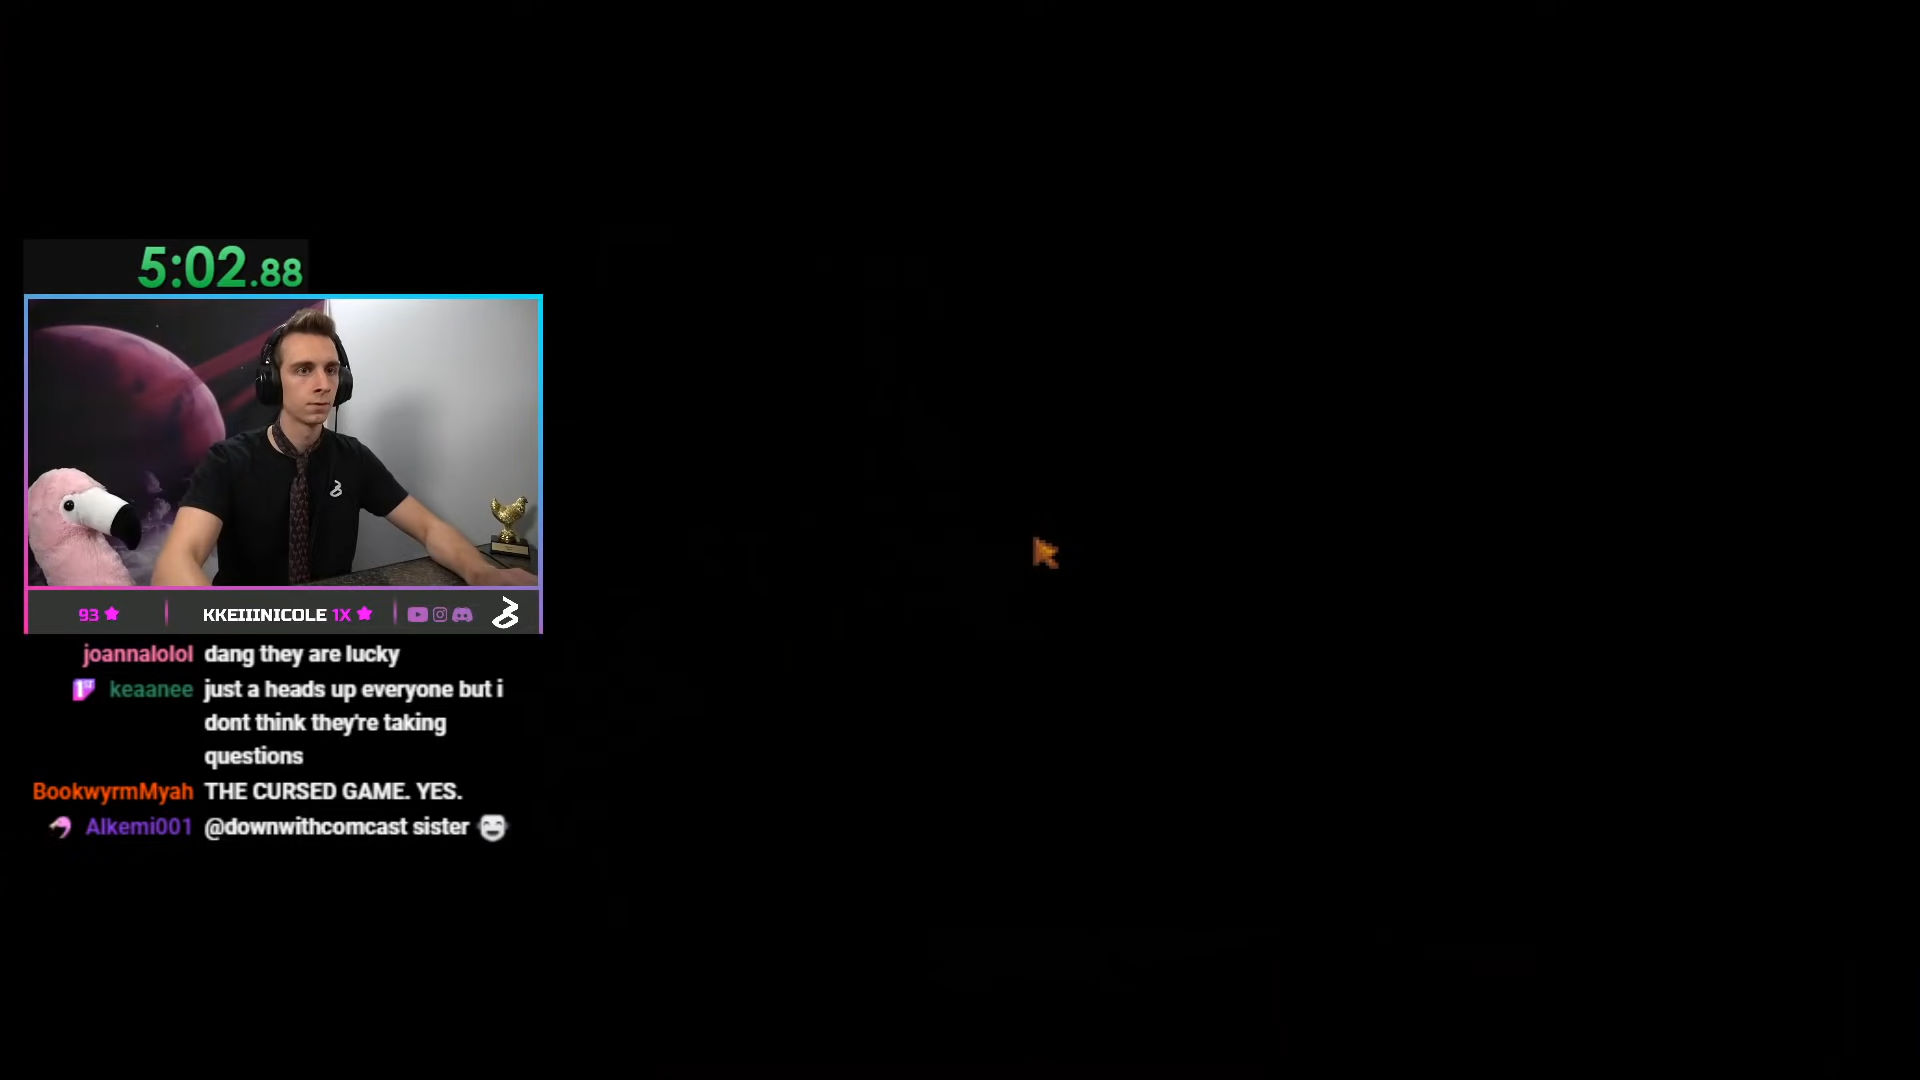 5:02.88
93
KKEIIINICOLE 1X
joannalolol dang they are lucky
keaanee just a heads up everyone but i
dont think they're taking
questions
BookwyrmMyah THE CURSED GAME. YES.
Alkemi001 @downwithcomcast sister